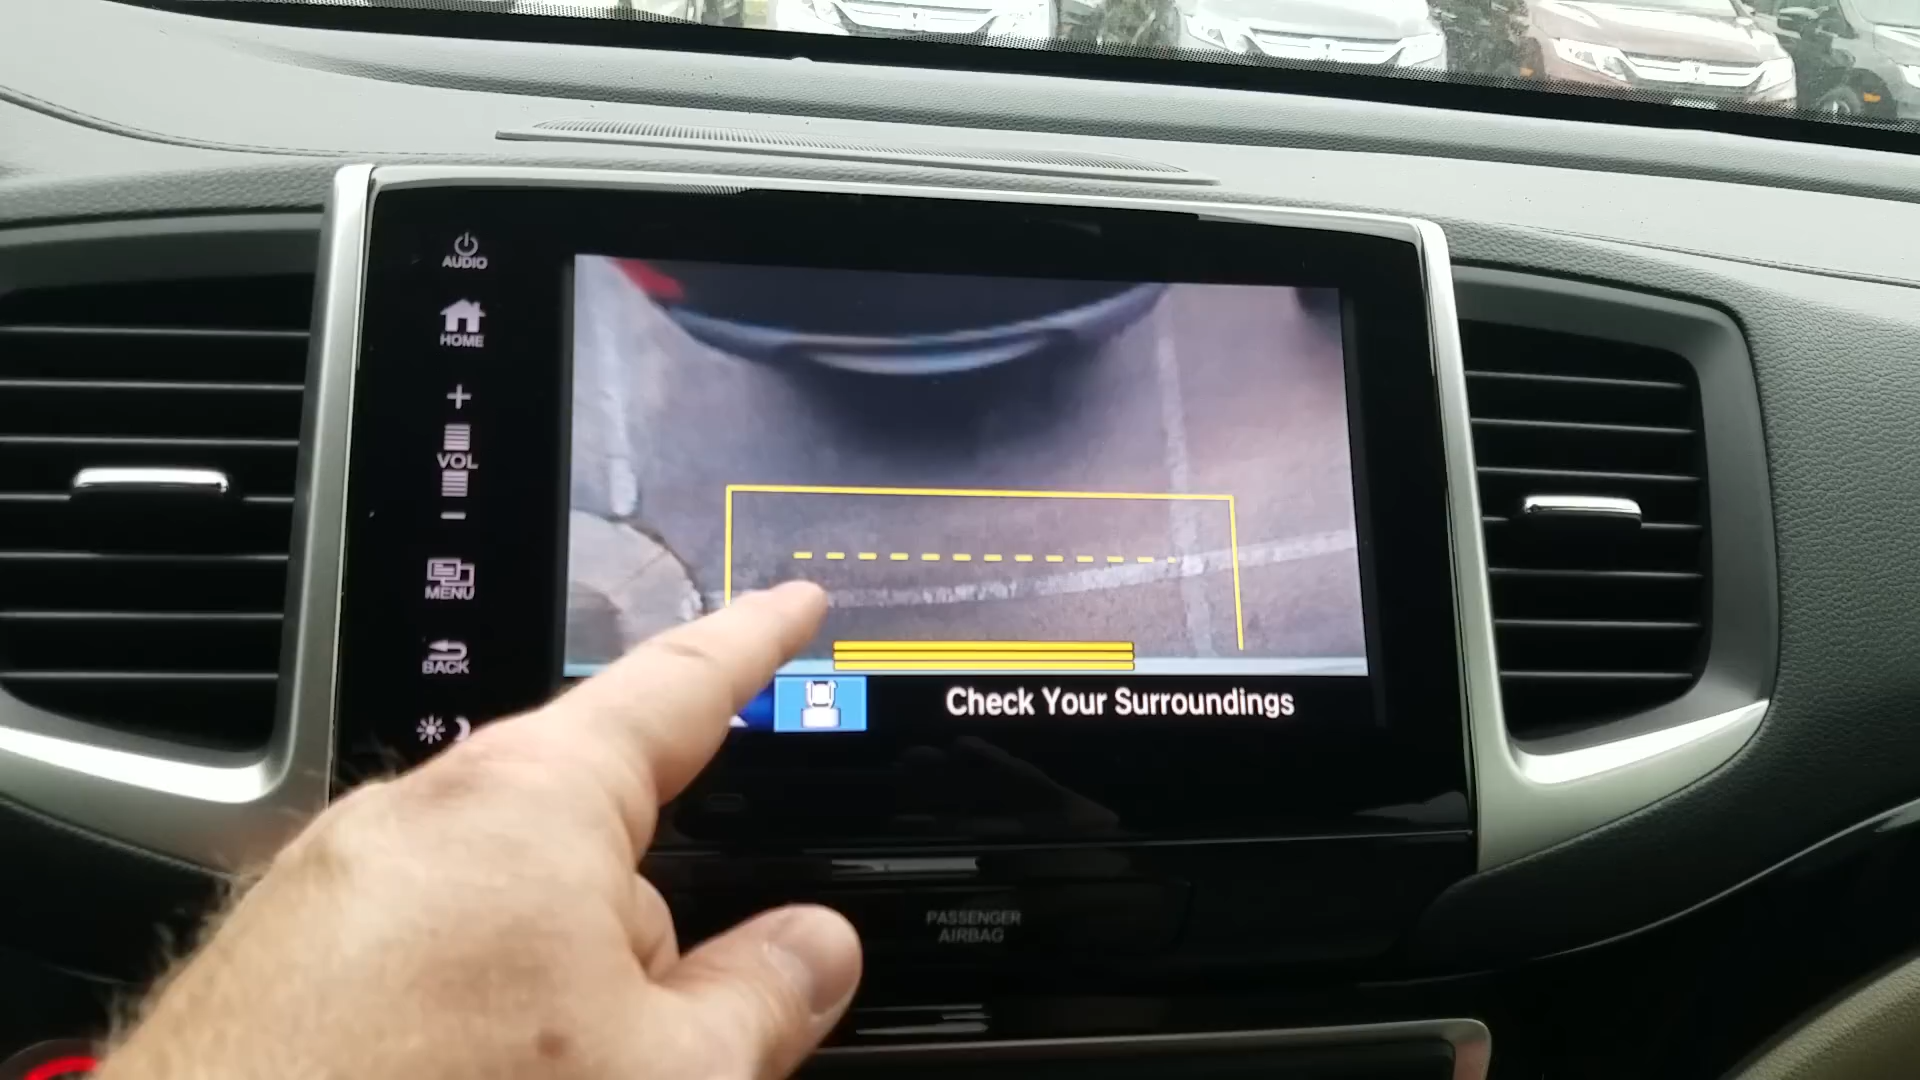 AUDIO
HOME
+
VOL
−
MENU
BACK
Check Your Surroundings
PASSENGER
AIRBAG